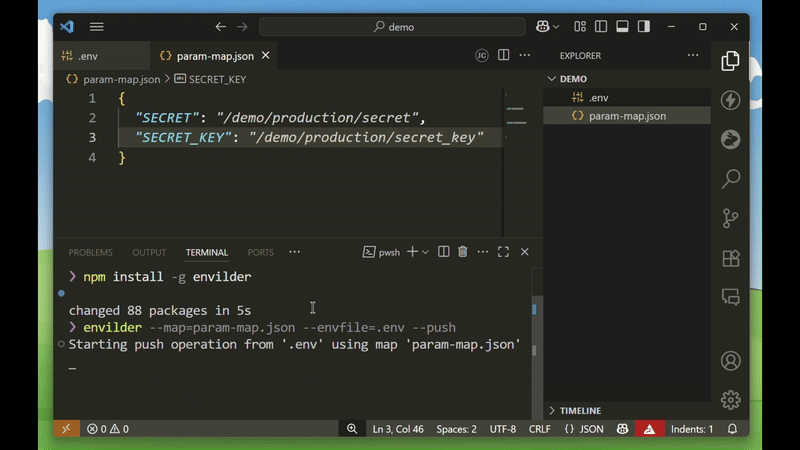 demo
.env
param-map.json
EXPLORER
param-map.json
SECRET_KEY
DEMO
1 {
2 "SECRET": "/demo/production/secret",
3 "SECRET_KEY": "/demo/production/secret_key"
4 }
.env
param-map.json
PROBLEMS OUTPUT TERMINAL PORTS
pwsh
❯ npm install -g envilder
changed 88 packages in 5s
❯ envilder --map=param-map.json --envfile=.env --push
Starting push operation from '.env' using map 'param-map.json'
TIMELINE
0 0
Ln 3, Col 46 Spaces: 2 UTF-8 CRLF {} JSON Indents: 1